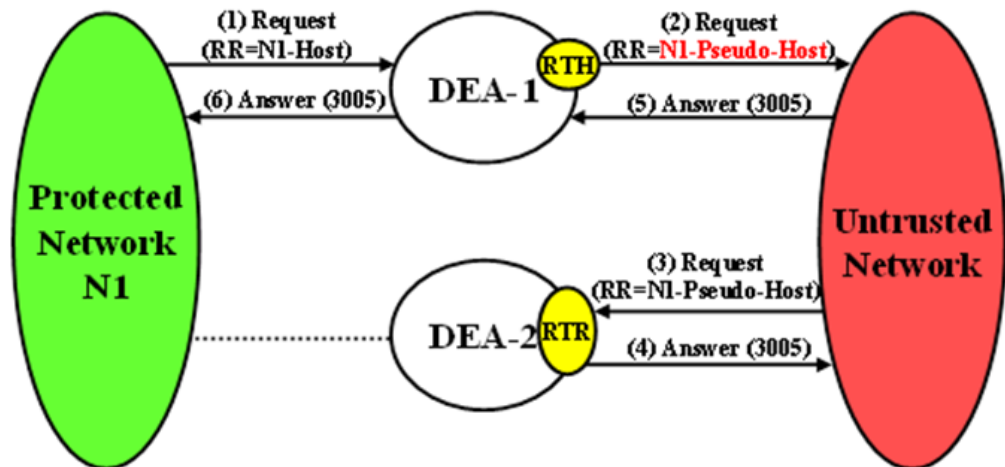 (1) Request
(RR=N1-Host)
(2) Request
(RR=N1-Pseudo-Host)
RTH
DEA-1
(6) Answer (3005)
(5) Answer (3005)
Protected
Network
N1
Untrusted
Network
(3) Request
(RR=N1-Pseudo-Host)
DEA-2
RTR
(4) Answer (3005)